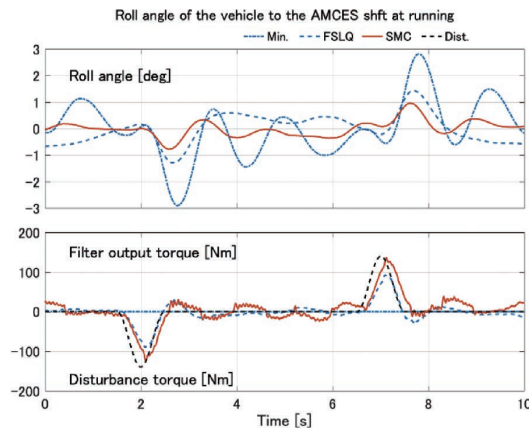 Roll angle of the vehicle to the AMCES shft at running
Min. FSLQ SMC Dist.
3
Roll angle [deg]
2
1
0
-1
-2
-3
200
Filter output torque [Nm]
100
0
-100
Disturbance torque [Nm]
-200
0 2 4 6 8 10
Time [s]